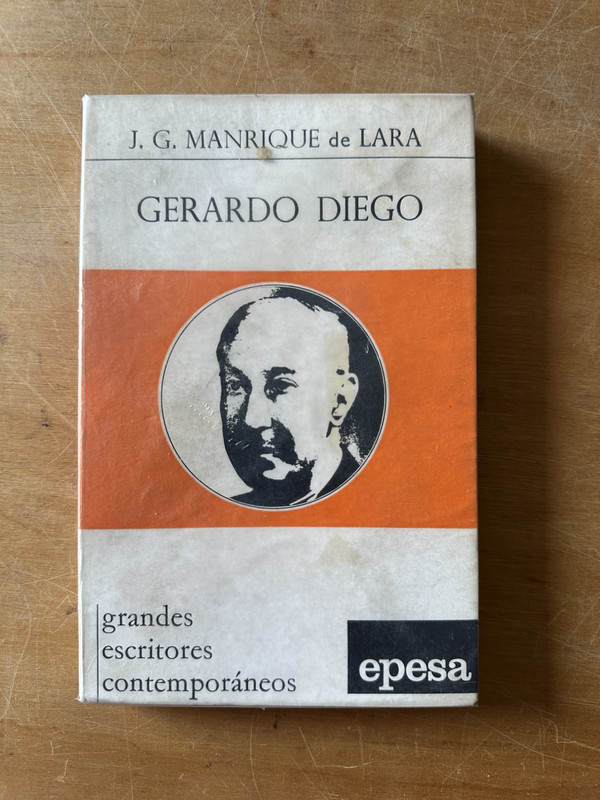 J. G. MANRIQUE de LARA
GERARDO DIEGO
grandes
escritores
contemporáneos
epesa